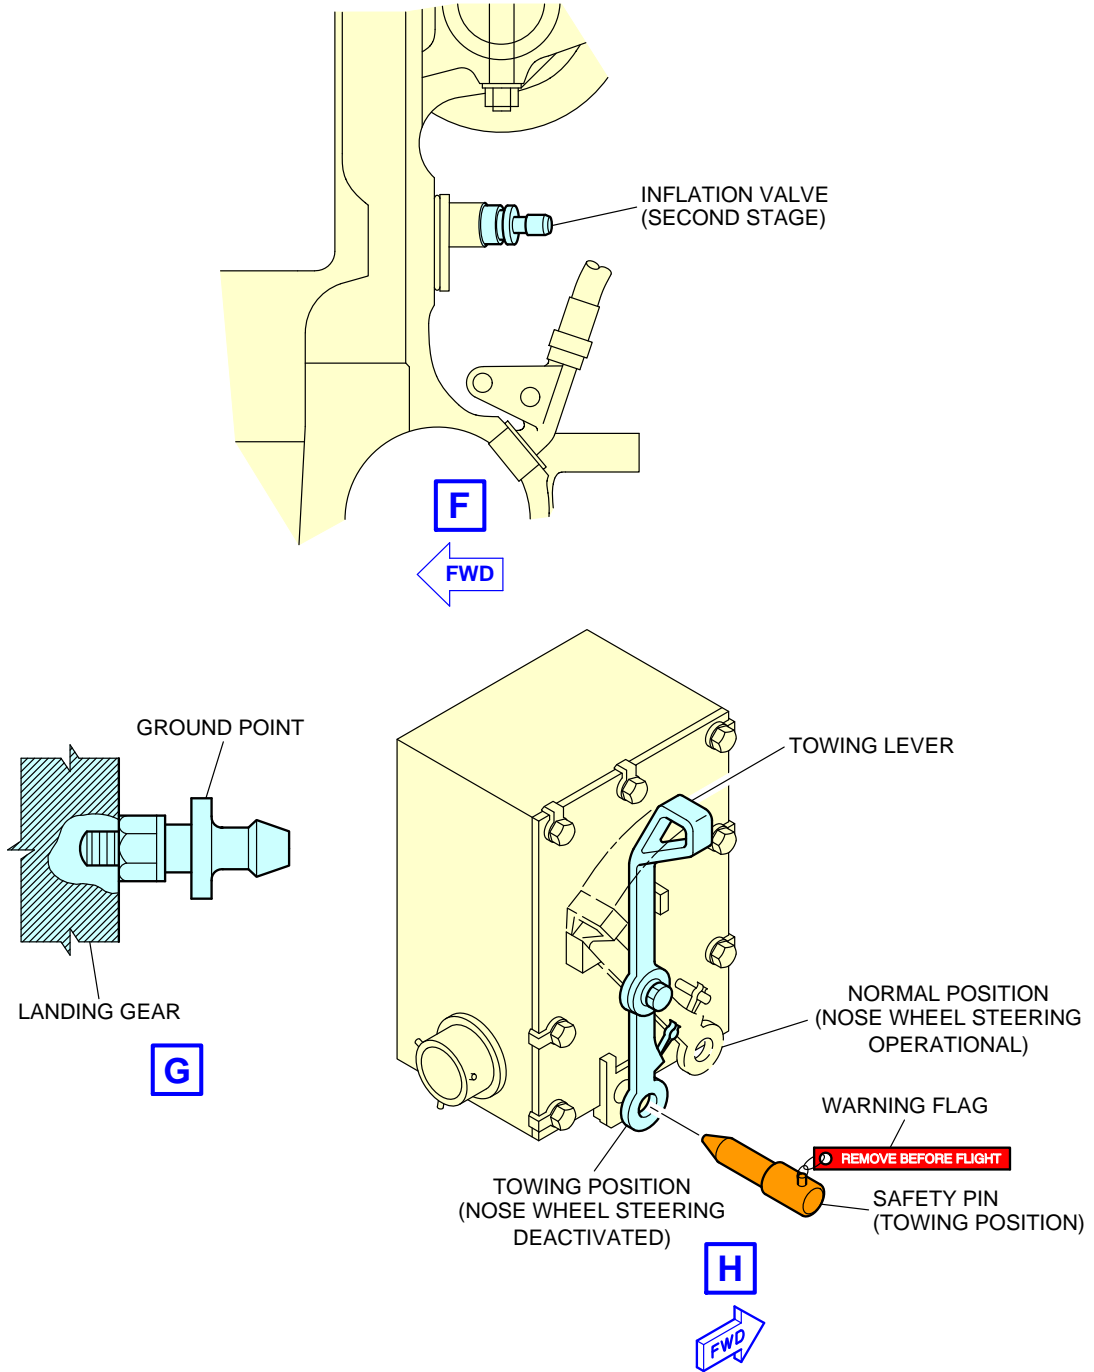 INFLATION VALVE
(SECOND STAGE)
F
FWD
GROUND POINT
TOWING LEVER
LANDING GEAR
G
NORMAL POSITION
(NOSE WHEEL STEERING
OPERATIONAL)
WARNING FLAG
REMOVE BEFORE FLIGHT
TOWING POSITION
(NOSE WHEEL STEERING
DEACTIVATED)
SAFETY PIN
(TOWING POSITION)
H
FWD